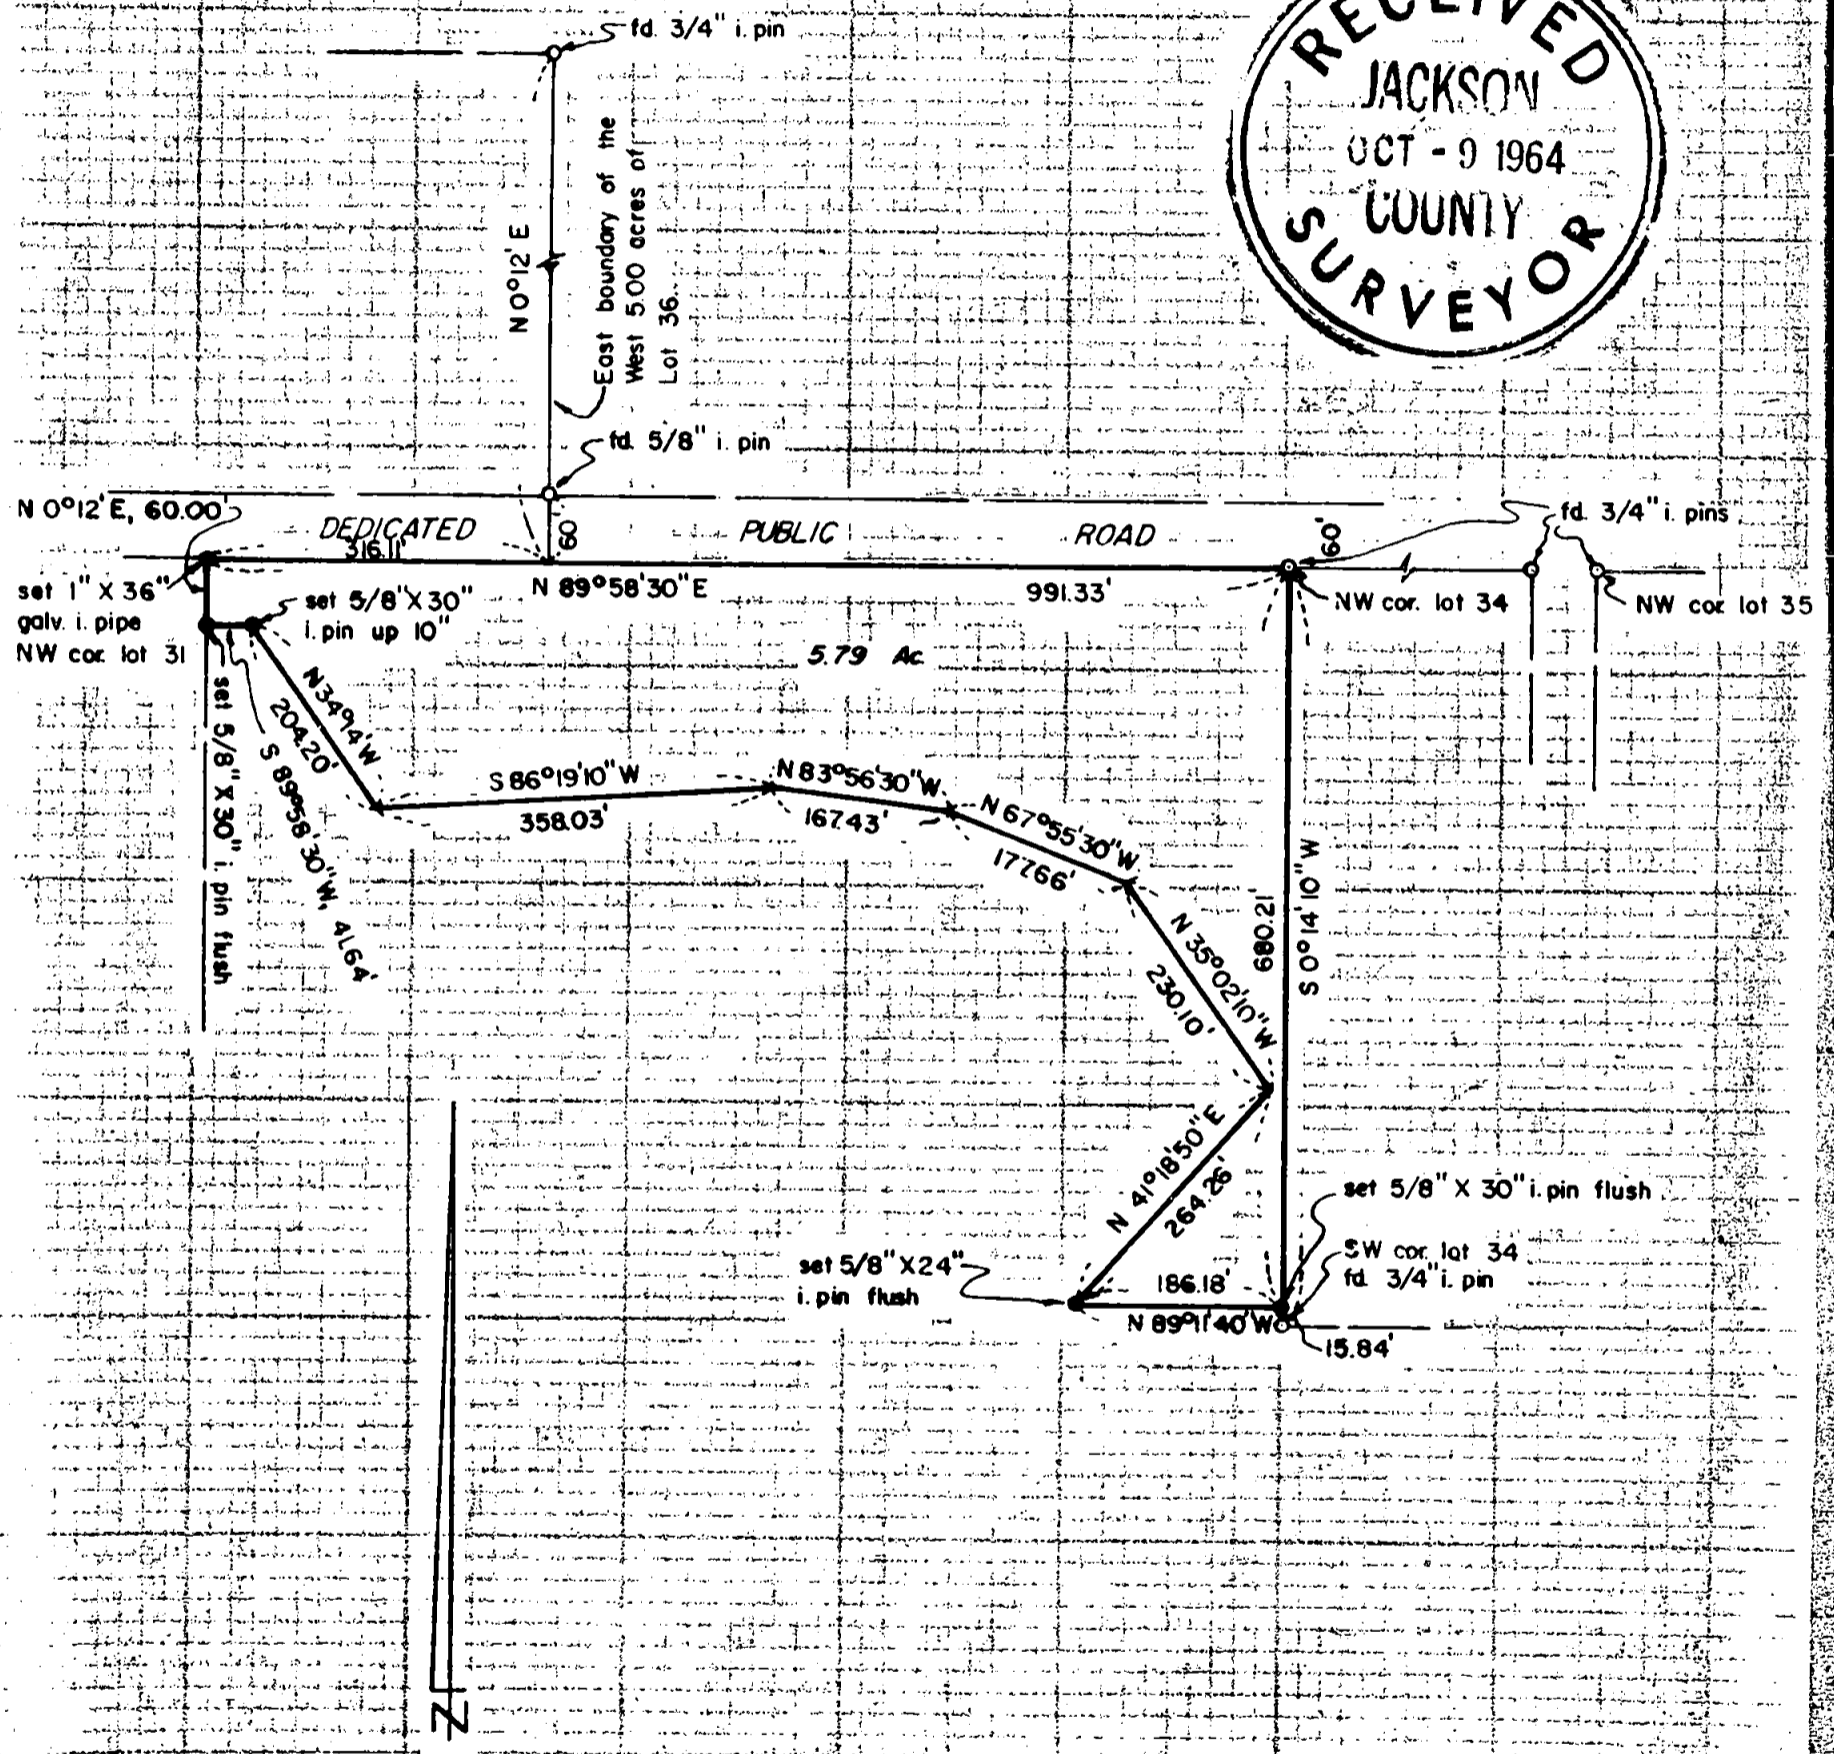 fd. 3/4" i. pin
RECEIVED
JACKSON
OCT - 9 1964
COUNTY
SURVEYOR
N 0°12' E
East boundary of the
West 5.00 acres of
Lot 36.
fd. 5/8" i. pin
N 0°12' E, 60.00'
DEDICATED PUBLIC ROAD
60
60'
fd. 3/4" i. pins
316.11'
N 89°58'30" E
991.33'
set 1" X 36"
galv. i. pipe
NW cor. lot 31
set 5/8" X 30"
i. pin up 10"
NW cor. lot 34
NW cor. lot 35
5.79 Ac.
set 5/8" X 30" i. pin flush
N 34°14' W
204.20'
S 89°58'30" W, 41.64'
S 86°19'10" W
358.03'
N 83°56'30" W
167.43'
N 67°55'30" W
177.66'
N 35°02'10" W
230.10'
680.21'
S 0°14'10" W
N 41°18'50" E
264.26'
set 5/8" X 30" i. pin flush
SW cor. lot 34
fd. 3/4" i. pin
set 5/8" X 24"
i. pin flush
186.18'
N 89°11'40" W
15.84'
N